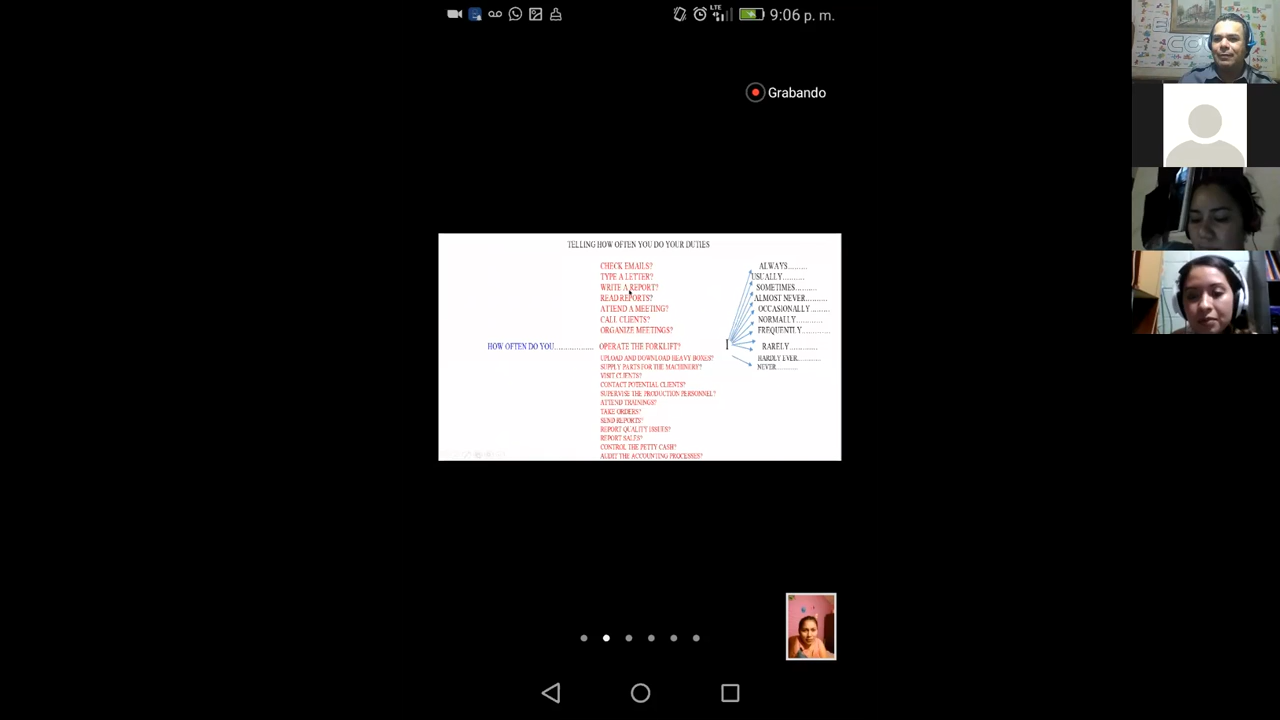 LTE
9:06 p. m.
Grabando
TELLING HOW OFTEN YOU DO YOUR DUTIES
CHECK EMAILS?
TYPE A LETTER?
WRITE A REPORT?
READ REPORTS?
ATTEND A MEETING?
CALL CLIENTS?
ORGANIZE MEETINGS?
HOW OFTEN DO YOU.................. OPERATE THE FORKLIFT?
UPLOAD AND DOWNLOAD HEAVY BOXES?
SUPPLY PARTS FOR THE MACHINERY?
VISIT CLIENTS?
CONTACT POTENTIAL CLIENTS?
SUPERVISE THE PRODUCTION PERSONNEL?
ATTEND TRAININGS?
TAKE ORDERS?
SEND REPORTS?
REPORT QUALITY ISSUES?
REPORT SALES?
CONTROL THE PETTY CASH?
AUDIT THE ACCOUNTING PROCESSES?
I
ALWAYS........
USUALLY.........
SOMETIMES.........
ALMOST NEVER.........
OCCASIONALLY........
NORMALLY...........
FREQUENTLY............
RARELY............
HARDLY EVER..........
NEVER.........